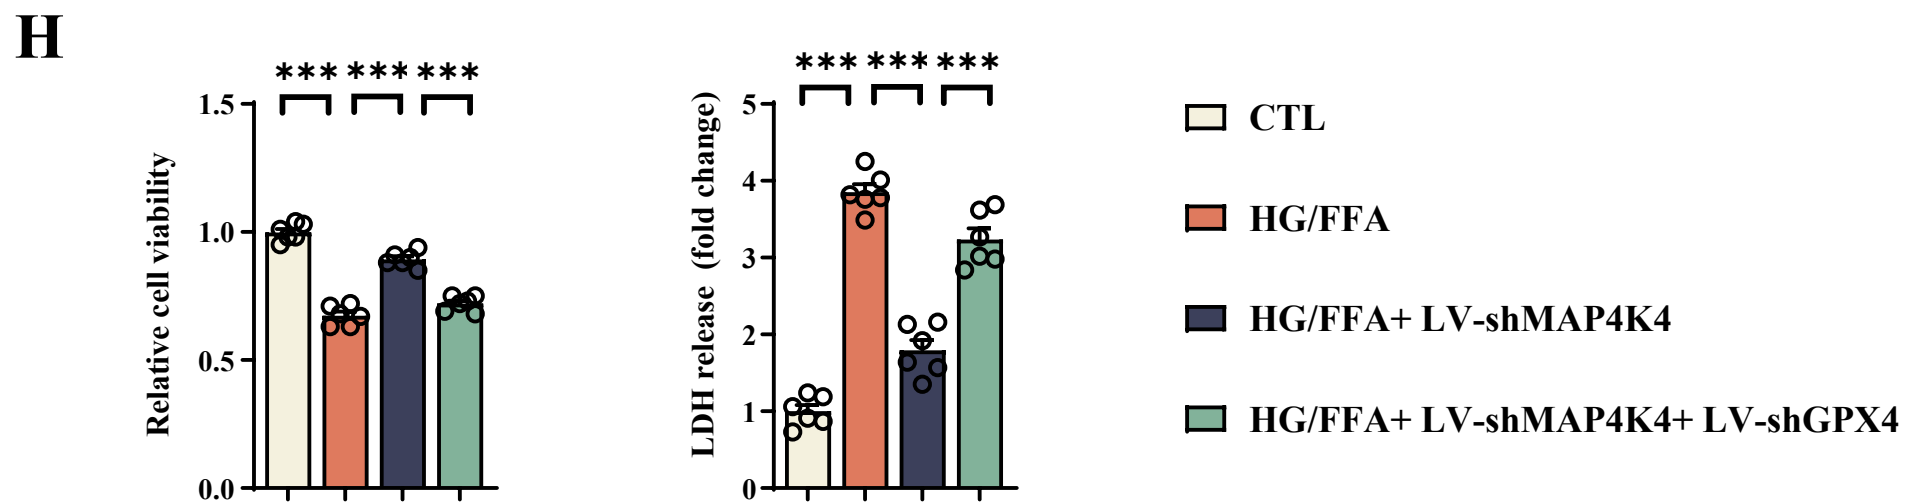 H
*** *** ***
Relative cell viability
1.5
1.0
0.5
0.0
*** *** ***
LDH release (fold change)
5
4
3
2
1
0
CTL
HG/FFA
HG/FFA+ LV-shMAP4K4
HG/FFA+ LV-shMAP4K4+ LV-shGPX4